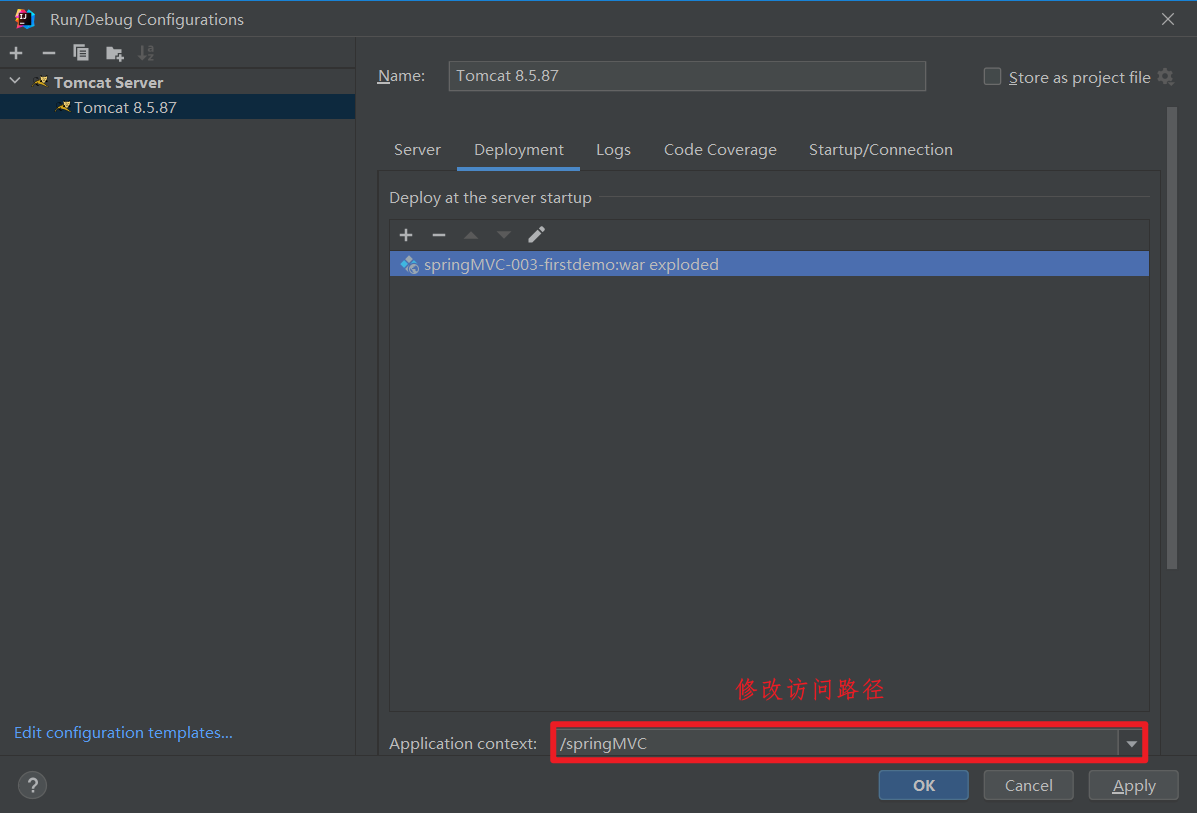 Run/Debug Configurations
Tomcat Server
Tomcat 8.5.87
Name: Tomcat 8.5.87
Store as project file
Server Deployment Logs Code Coverage Startup/Connection
Deploy at the server startup
springMVC-003-firstdemo:war exploded
修改访问路径
Edit configuration templates...
Application context: /springMVC
?
OK Cancel Apply